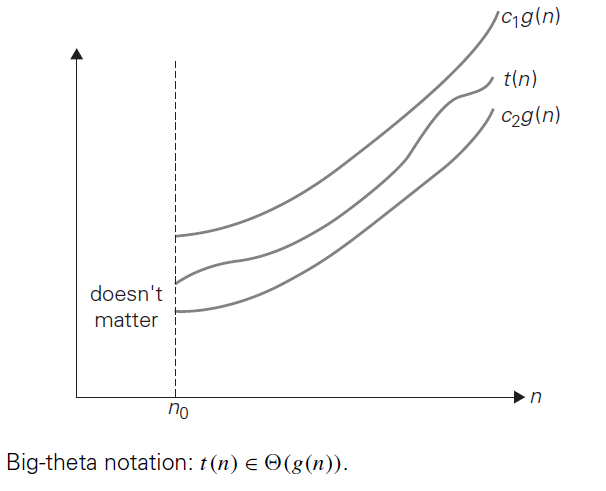 c₁g(n)
t(n)
c₂g(n)
doesn't
matter
n₀
n
Big-theta notation: t(n) ∈ Θ(g(n)).